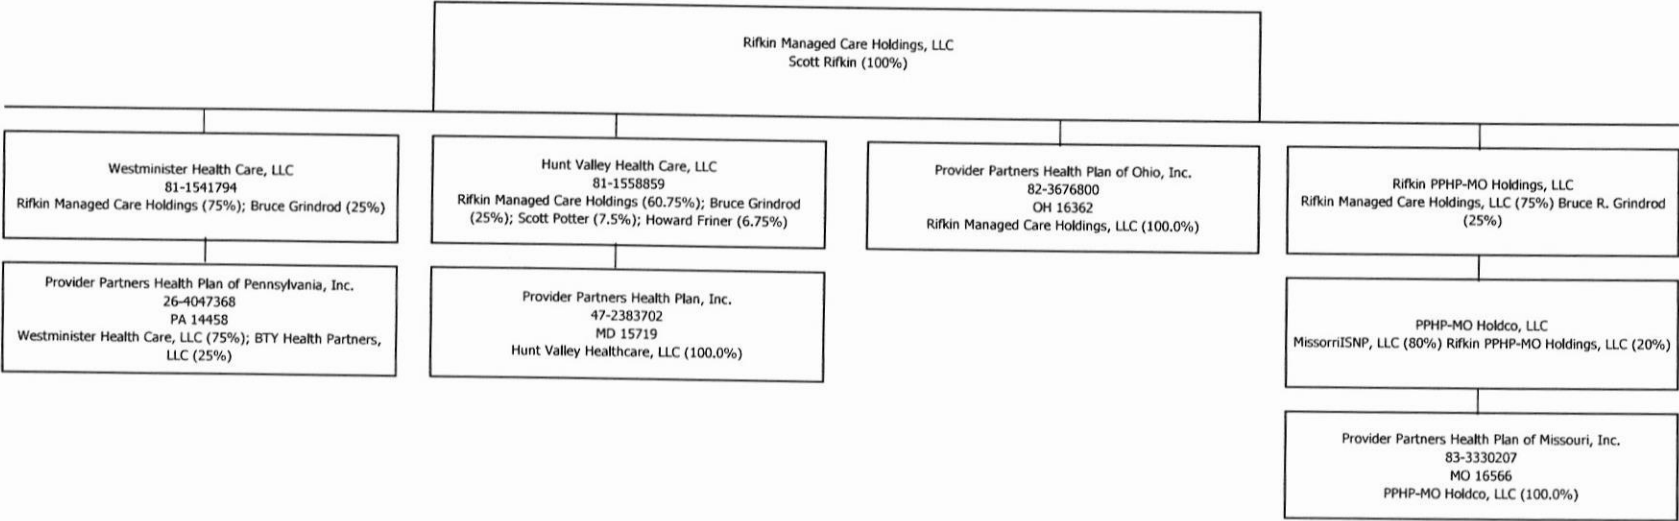 Rifkin Managed Care Holdings, LLC
Scott Rifkin (100%)
Westminister Health Care, LLC
81-1541794
Rifkin Managed Care Holdings (75%); Bruce Grindrod (25%)
Hunt Valley Health Care, LLC
81-1558859
Rifkin Managed Care Holdings (60.75%); Bruce Grindrod
(25%); Scott Potter (7.5%); Howard Friner (6.75%)
Provider Partners Health Plan of Ohio, Inc.
82-3676800
OH 16362
Rifkin Managed Care Holdings, LLC (100.0%)
Rifkin PPHP-MO Holdings, LLC
Rifkin Managed Care Holdings, LLC (75%) Bruce R. Grindrod
(25%)
Provider Partners Health Plan of Pennsylvania, Inc.
26-4047368
PA 14458
Westminister Health Care, LLC (75%); BTY Health Partners,
LLC (25%)
Provider Partners Health Plan, Inc.
47-2383702
MD 15719
Hunt Valley Healthcare, LLC (100.0%)
PPHP-MO Holdco, LLC
MissorriISNP, LLC (80%) Rifkin PPHP-MO Holdings, LLC (20%)
Provider Partners Health Plan of Missouri, Inc.
83-3330207
MO 16566
PPHP-MO Holdco, LLC (100.0%)